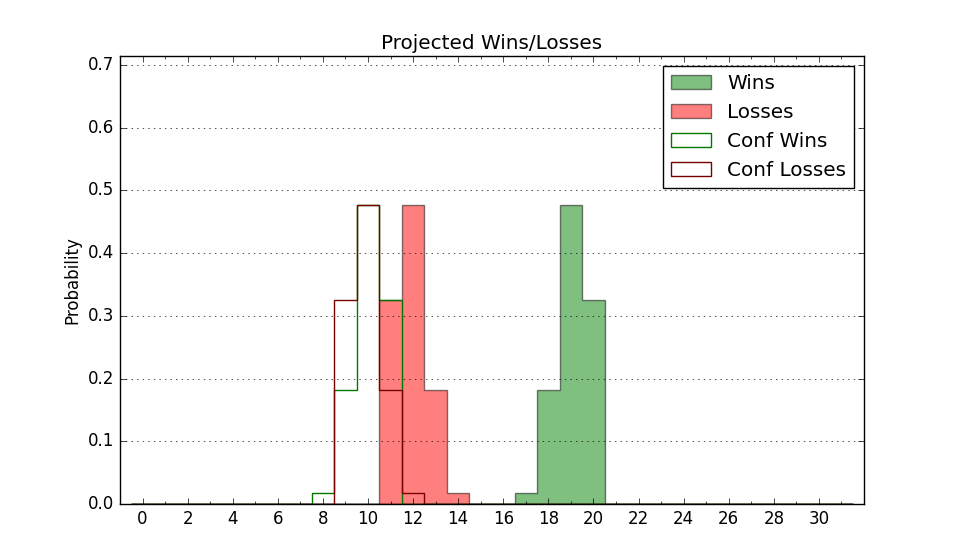 Projected Wins/Losses
0.7
0.6
0.5
0.4
0.3
0.2
0.1
0.0
Probability
Wins
Losses
Conf Wins
Conf Losses
0 2 4 6 8 10 12 14 16 18 20 22 24 26 28 30